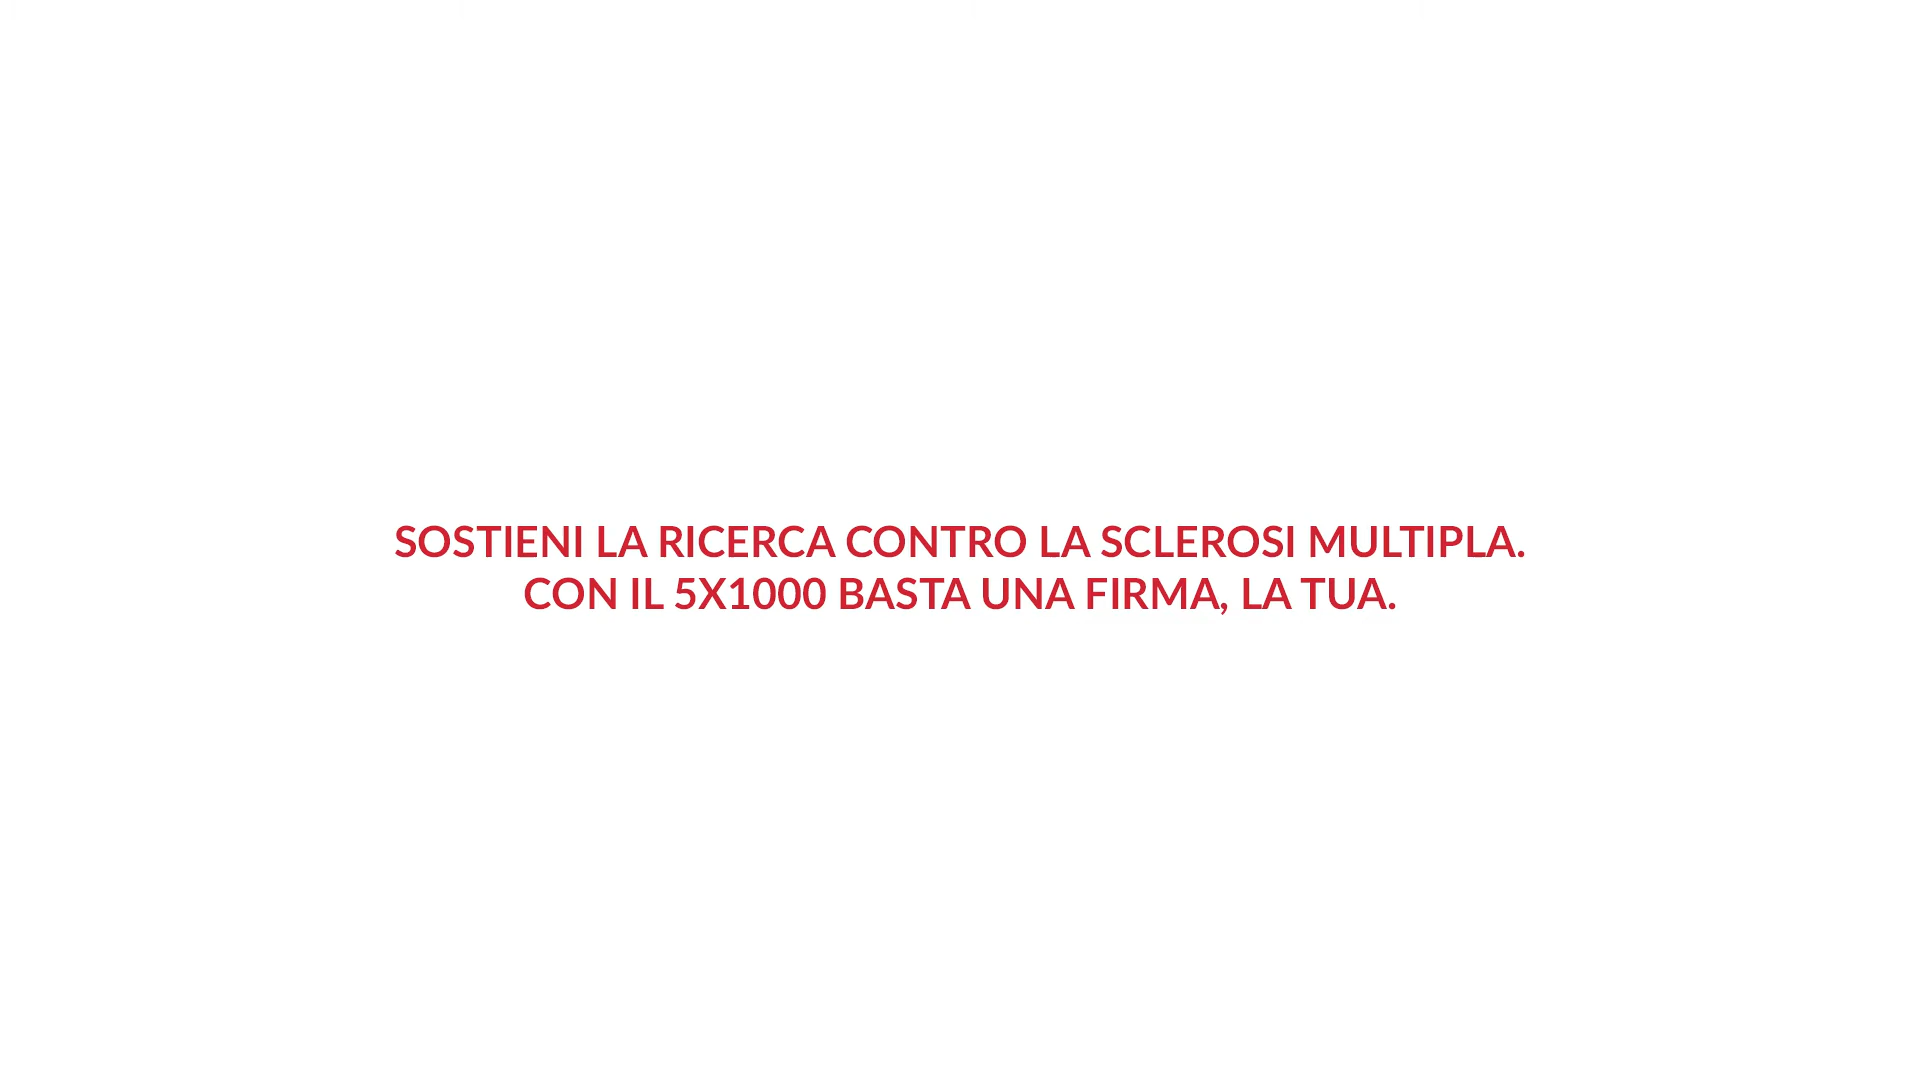 SOSTIENI LA RICERCA CONTRO LA SCLEROSI MULTIPLA.
CON IL 5X1000 BASTA UNA FIRMA, LA TUA.